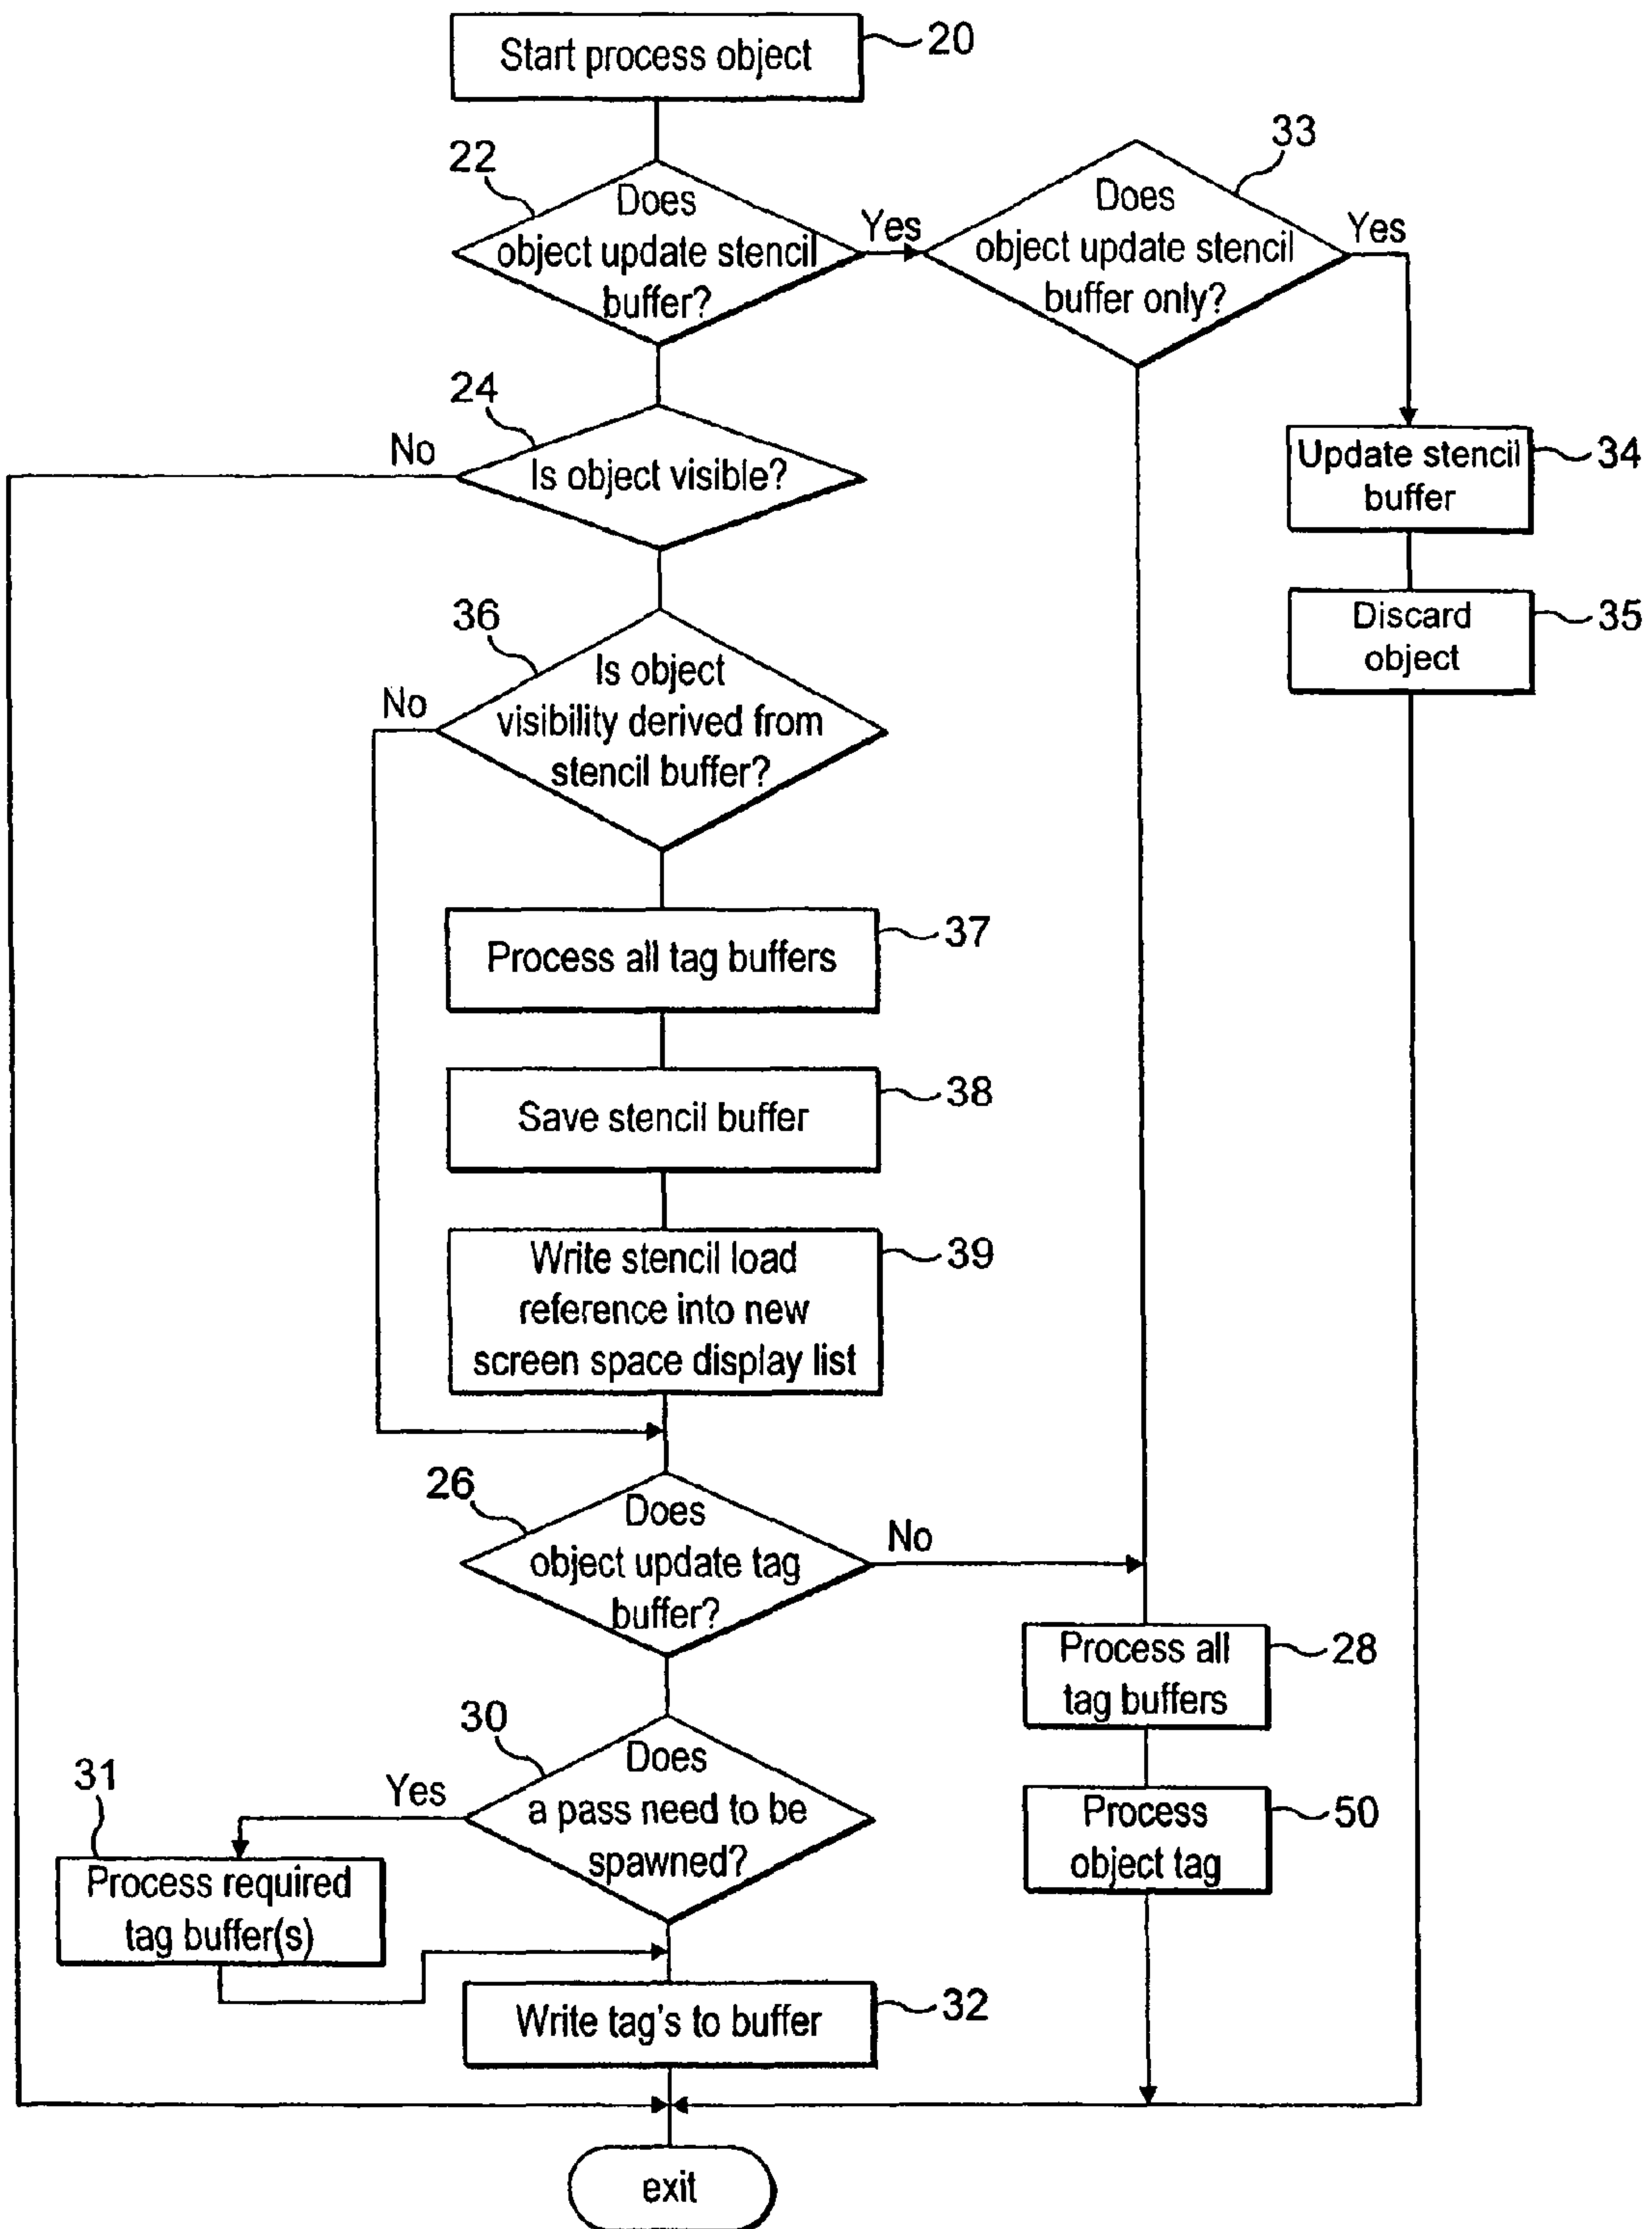 Start process object
20
22
Does
object update stencil
buffer?
Yes
33
Does
object update stencil
buffer only?
Yes
24
No
Is object visible?
Update stencil
buffer
34
Discard
object
35
36
No
Is object
visibility derived from
stencil buffer?
Process all tag buffers
37
Save stencil buffer
38
Write stencil load
reference into new
screen space display list
39
26
Does
object update tag
buffer?
No
Process all
tag buffers
28
30
Does
a pass need to be
spawned?
Yes
31
Process required
tag buffer(s)
Process
object tag
50
Write tag's to buffer
32
exit